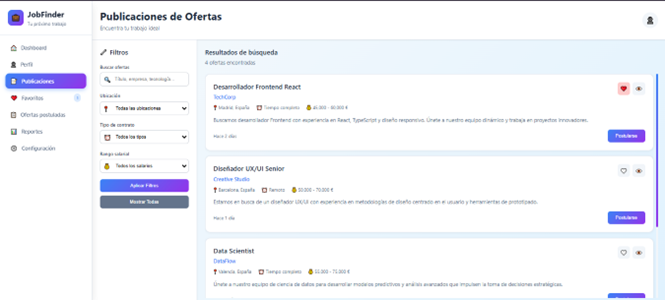 JobFinder
Tu próximo trabajo
Dashboard
Perfil
Publicaciones
Favoritos
Ofertas postuladas
Reportes
Configuración
Publicaciones de Ofertas
Encuentra tu trabajo ideal
Filtros
Buscar ofertas
Título, empresa, tecnología...
Ubicación
Todas las ubicaciones
Tipo de contrato
Todos los tipos
Rango salarial
Todos los salarios
Aplicar Filtros
Mostrar Todas
Resultados de búsqueda
4 ofertas encontradas
Desarrollador Frontend React
TechCorp
Madrid, España Tiempo completo 45.000 - 60.000 €
Buscamos desarrollador Frontend con experiencia en React, TypeScript y diseño responsivo. Únete a nuestro equipo dinámico y trabaja en proyectos innovadores.
Hace 2 días
Postularse
Diseñador UX/UI Senior
Creative Studio
Barcelona, España Remoto 50.000 - 70.000 €
Estamos en busca de un diseñador UX/UI con experiencia en metodologías de diseño centrado en el usuario y herramientas de prototipado.
Hace 1 día
Postularse
Data Scientist
DataFlow
Valencia, España Tiempo completo 55.000 - 75.000 €
Únete a nuestro equipo de ciencia de datos para desarrollar modelos predictivos y análisis avanzados que impulsen la toma de decisiones estratégicas.